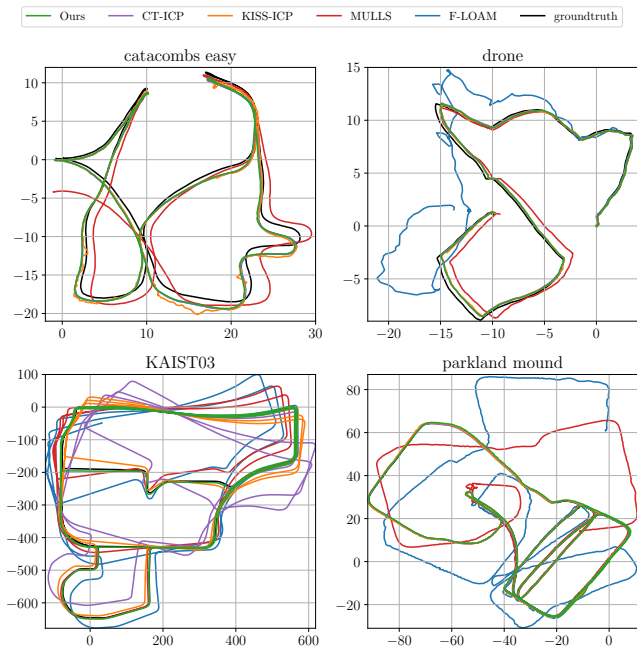 Ours CT-ICP KISS-ICP MULLS F-LOAM groundtruth
catacombs easy
10
5
0
−5
−10
−15
−20
0 10 20 30
drone
15
10
5
0
−5
−20 −15 −10 −5 0
KAIST03
100
0
−100
−200
−300
−400
−500
−600
0 200 400 600
parkland mound
80
60
40
20
0
−20
−80 −60 −40 −20 0